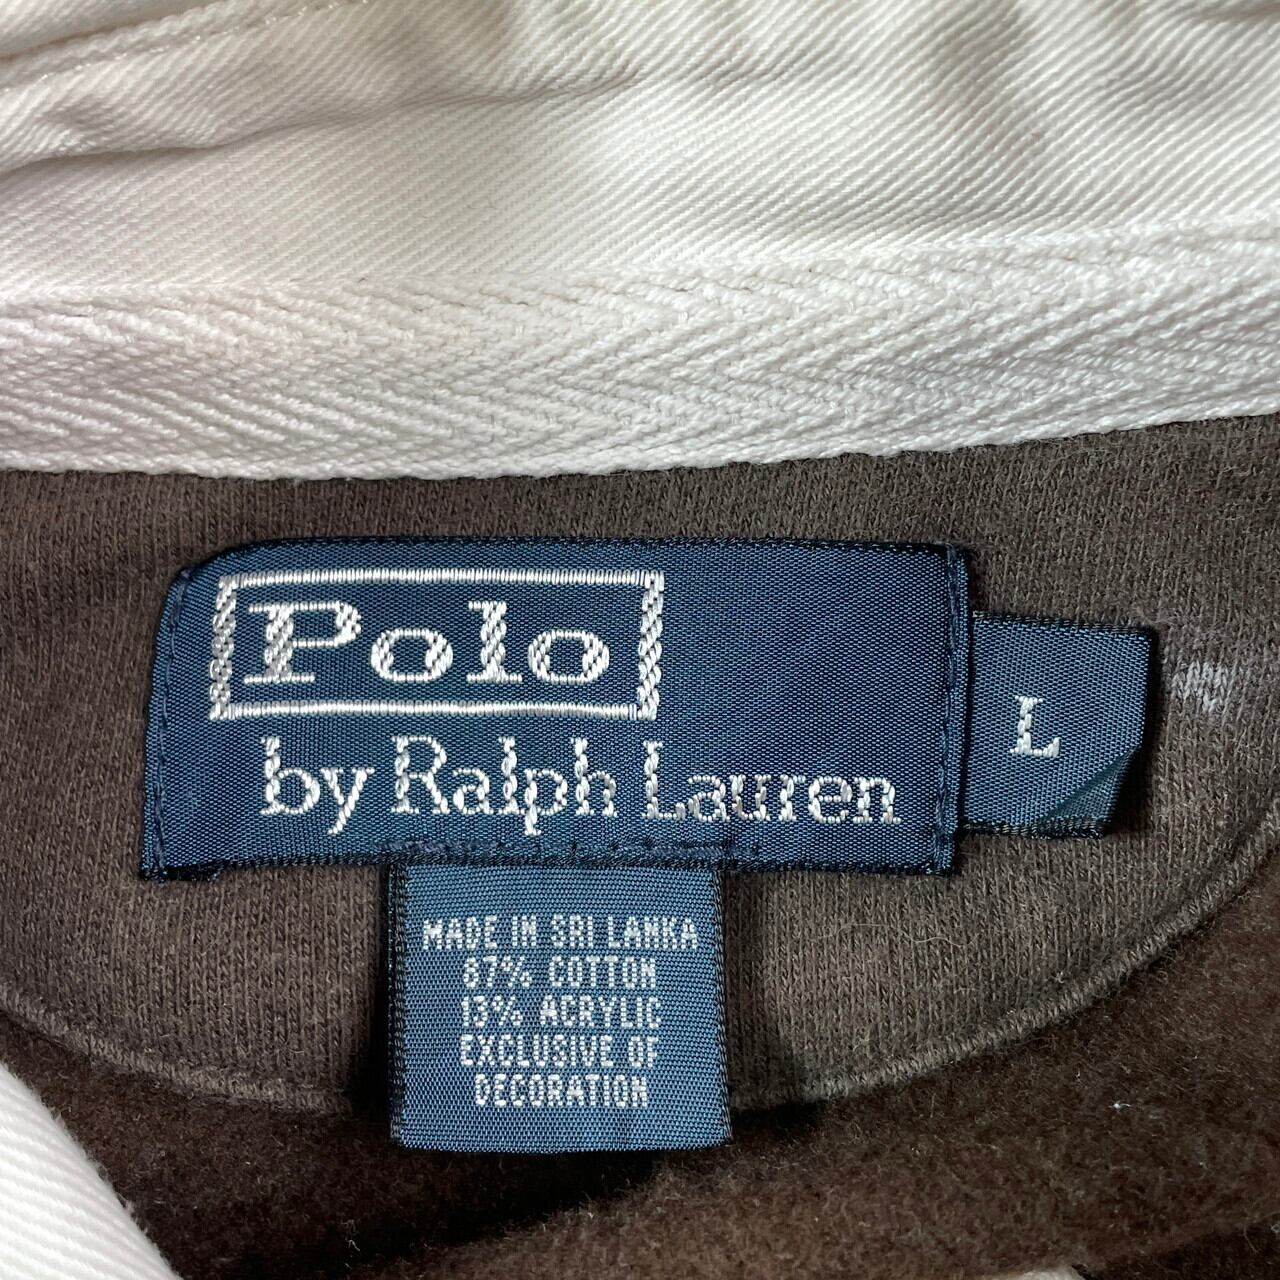 Polo
by Ralph Lauren
L
MADE IN SRI LANKA
87% COTTON
13% ACRYLIC
EXCLUSIVE OF
DECORATION